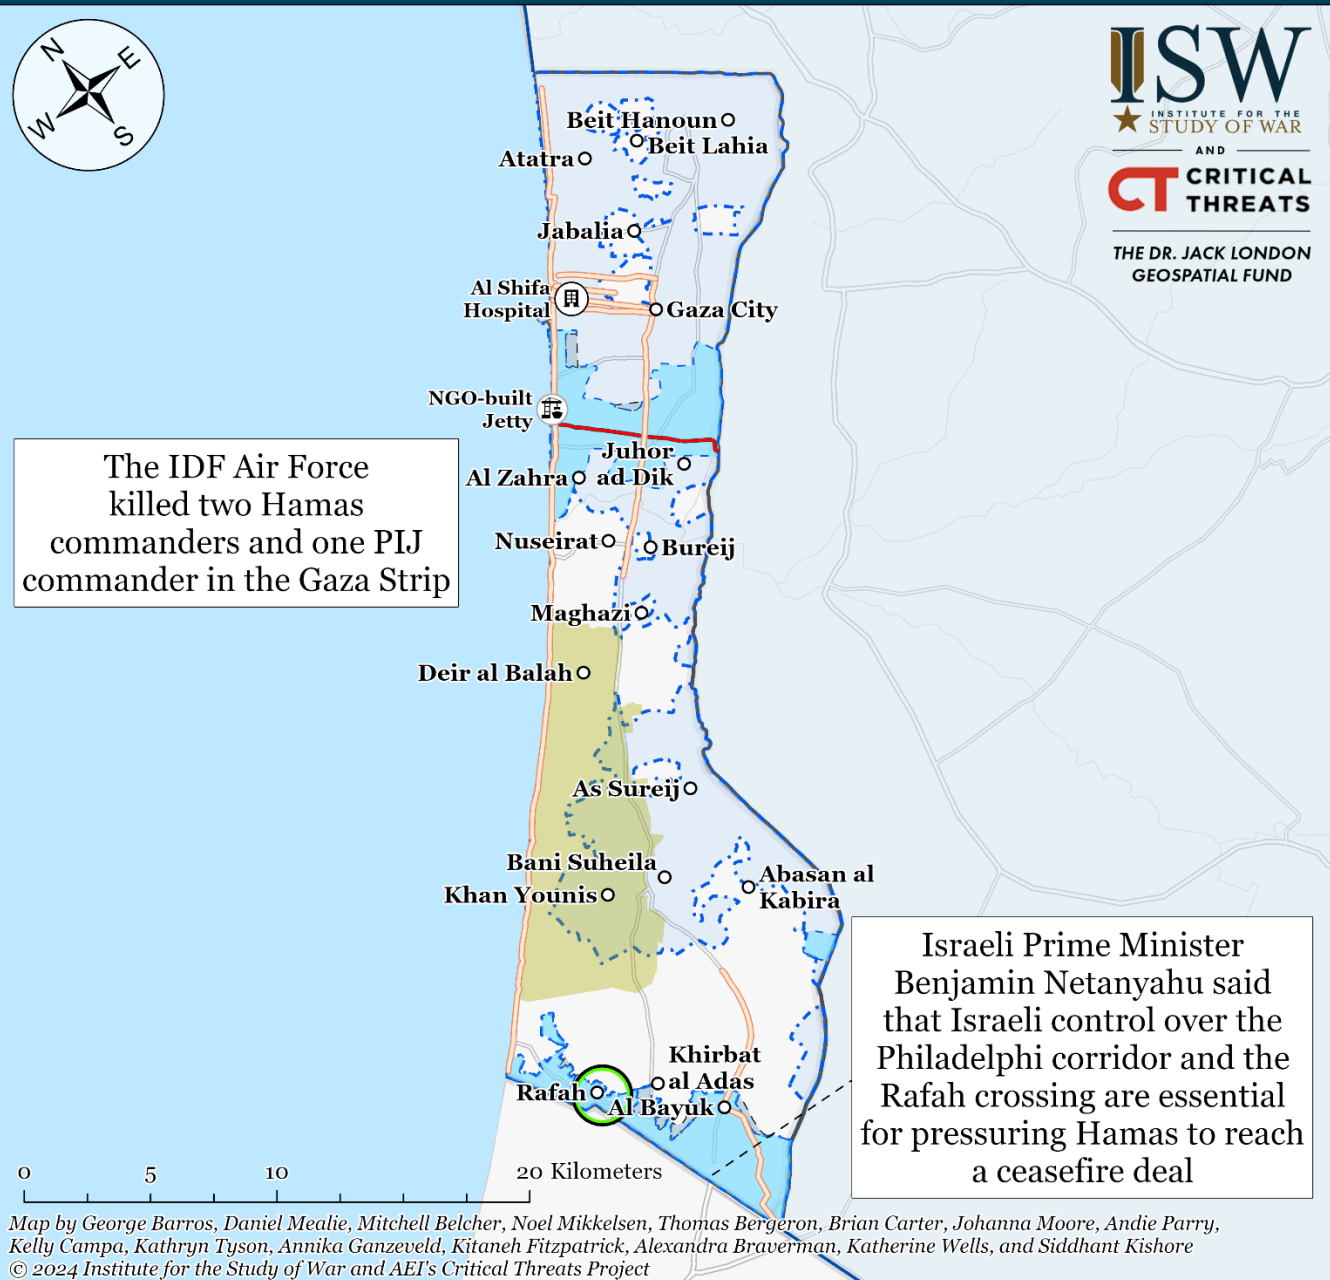 N
E
W
S
ISW
INSTITUTE FOR THE
STUDY OF WAR
AND
CT CRITICAL
THREATS
THE DR. JACK LONDON
GEOSPATIAL FUND
Beit Hanoun
Beit Lahia
Atatra
Jabalia
Al Shifa
Hospital
Gaza City
NGO-built
Jetty
The IDF Air Force
killed two Hamas
commanders and one PIJ
commander in the Gaza Strip
Juhor
ad Dik
Al Zahra
Nuseirat
Bureij
Maghazi
Deir al Balah
As Sureij
Bani Suheila
Khan Younis
Abasan al
Kabira
Israeli Prime Minister
Benjamin Netanyahu said
that Israeli control over the
Philadelphi corridor and the
Rafah crossing are essential
for pressuring Hamas to reach
a ceasefire deal
Khirbat
al Adas
Rafah
Al Bayuk
0 5 10 20 Kilometers
Map by George Barros, Daniel Mealie, Mitchell Belcher, Noel Mikkelsen, Thomas Bergeron, Brian Carter, Johanna Moore, Andie Parry,
Kelly Campa, Kathryn Tyson, Annika Ganzeveld, Kitaneh Fitzpatrick, Alexandra Braverman, Katherine Wells, and Siddhant Kishore
© 2024 Institute for the Study of War and AEI's Critical Threats Project